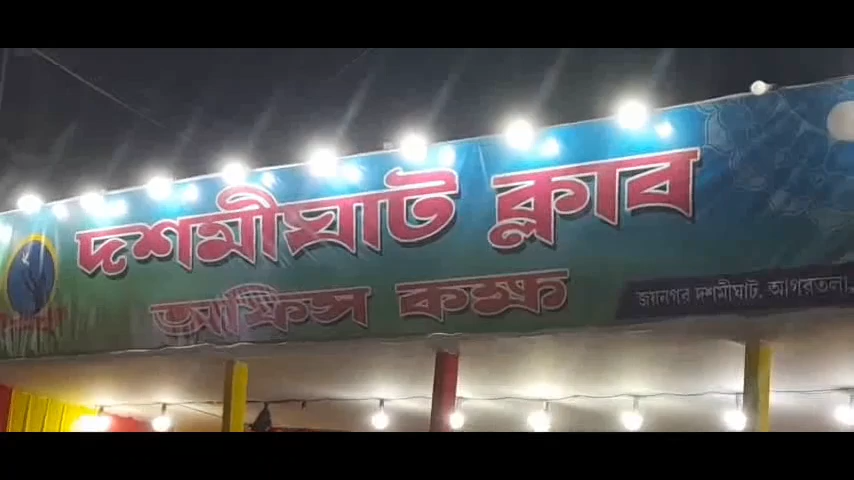 দশমীঘাট ক্লাব
অফিস কক্ষ
জয়নগর দশমীঘাট, আগরতলা